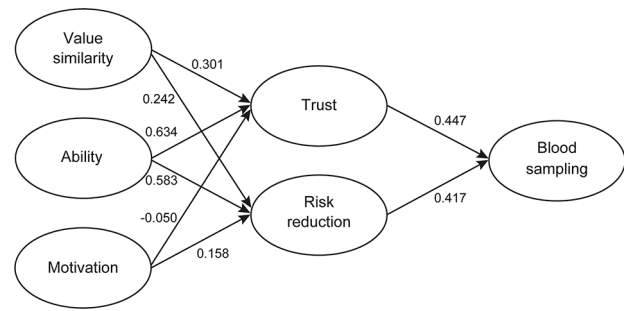 Value
similarity
0.301
0.242
Trust
0.634
0.447
Ability
Blood
sampling
0.583
0.417
-0.050
Risk
reduction
0.158
Motivation